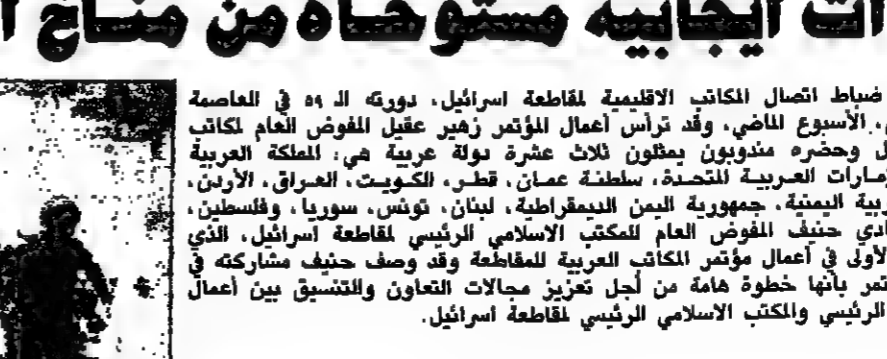 ات ايجابيه مستوحاه من مناخ ا
ضباط اتصال المكاتب الاقليمية لمقاطعة اسرائيل، دورته الـ ٥٩ في العاصمة
، الأسبوع الماضي، وقد ترأس أعمال المؤتمر زهير عقيل المفوض العام لمكاتب
ل وحضره مندوبون يمثلون ثلاث عشرة دولة عربية هي: المملكة العربية
مارات العربية المتحدة، سلطنة عمان، قطر، الكويت، العراق، الأردن،
ربية اليمنية، جمهورية اليمن الديمقراطية، لبنان، تونس، سوريا، وفلسطين،
ادي حنيف المفوض العام للمكتب الاسلامي الرئيسي لمقاطعة اسرائيل، الذي
لأولى في أعمال مؤتمر المكاتب العربية للمقاطعة وقد وصف حنيف مشاركته في
تمر بأنها خطوة هامة من أجل تعزيز مجالات التعاون والتنسيق بين أعمال
الرئيسي والمكتب الاسلامي الرئيسي لمقاطعة اسرائيل.